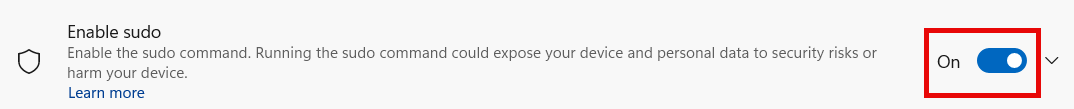 Enable sudo
Enable the sudo command. Running the sudo command could expose your device and personal data to security risks or
harm your device.
Learn more
On